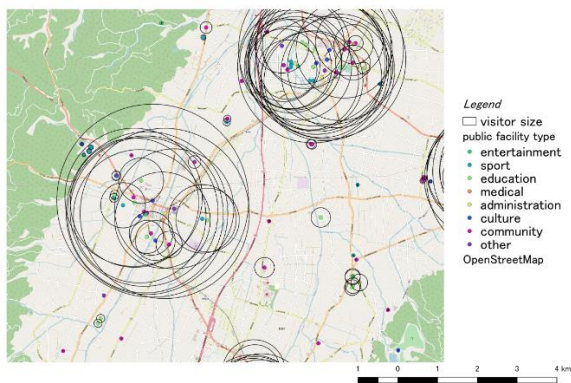 Legend
visitor size
public facility type
entertainment
sport
education
medical
administration
culture
community
other
OpenStreetMap
1 0 1 2 3 4 km